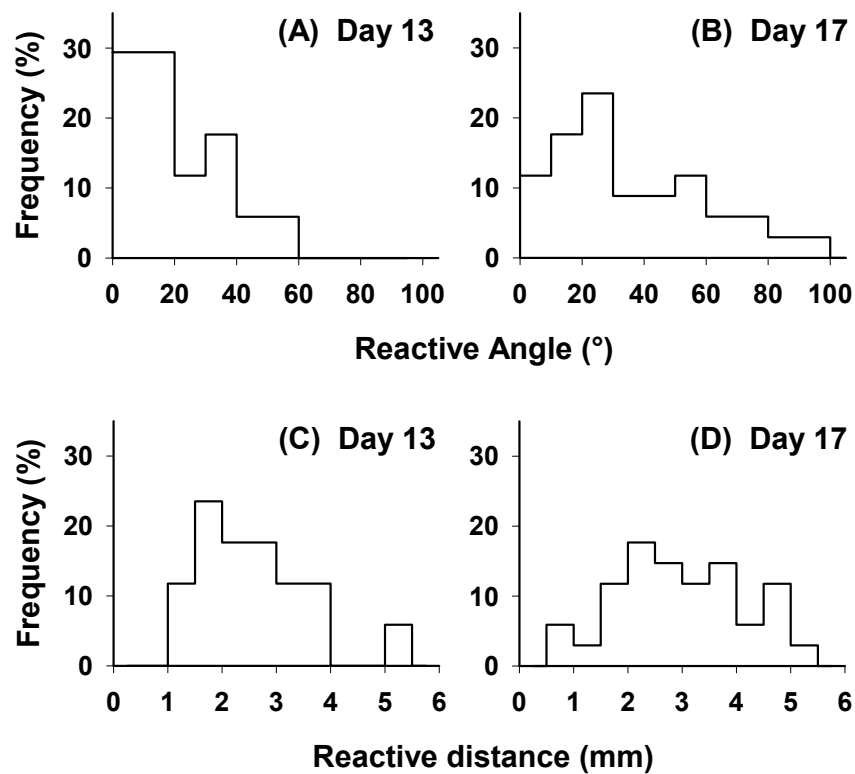 (A) Day 13
(B) Day 17
Frequency (%)
30
20
10
0
0 20 40 60 80 100
0
10
20
30
0 20 40 60 80 100
Reactive Angle (°)
(C) Day 13
(D) Day 17
Frequency (%)
30
20
10
0
0 1 2 3 4 5 6
30
20
10
0
0 1 2 3 4 5 6
Reactive distance (mm)